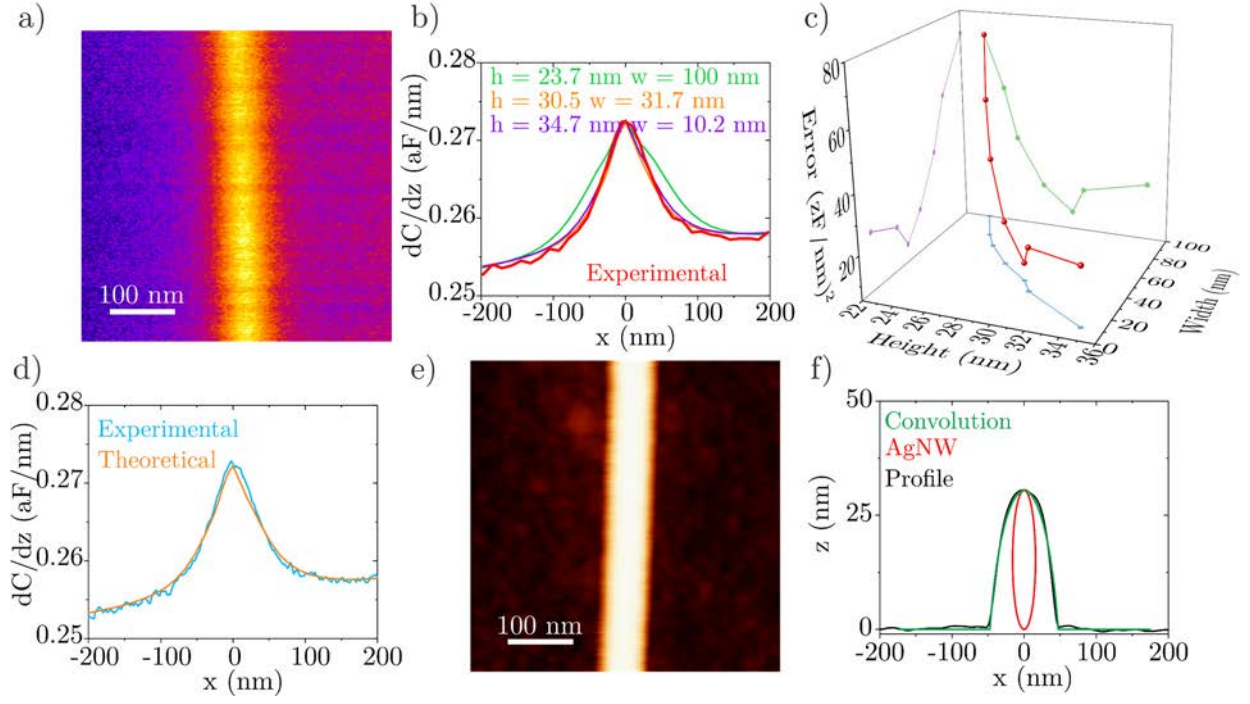 a)
100 nm
b)
0.28
0.27
0.26
0.25
dC/dz (aF/nm)
h = 23.7 nm w = 100 nm
h = 30.5 w = 31.7 nm
h = 34.7 nm w = 10.2 nm
Experimental
-200 -100 0 100 200
x (nm)
c)
80
60
40
20
Error (zF | nm)²
22 24 26 28 30 32 34 36
Height (nm)
0 20 40 60 80 100
Width (nm)
d)
0.28
0.27
0.26
0.25
dC/dz (aF/nm)
Experimental
Theoretical
-200 -100 0 100 200
x (nm)
e)
100 nm
f)
50
25
0
z (nm)
Convolution
AgNW
Profile
-200 -100 0 100 200
x (nm)